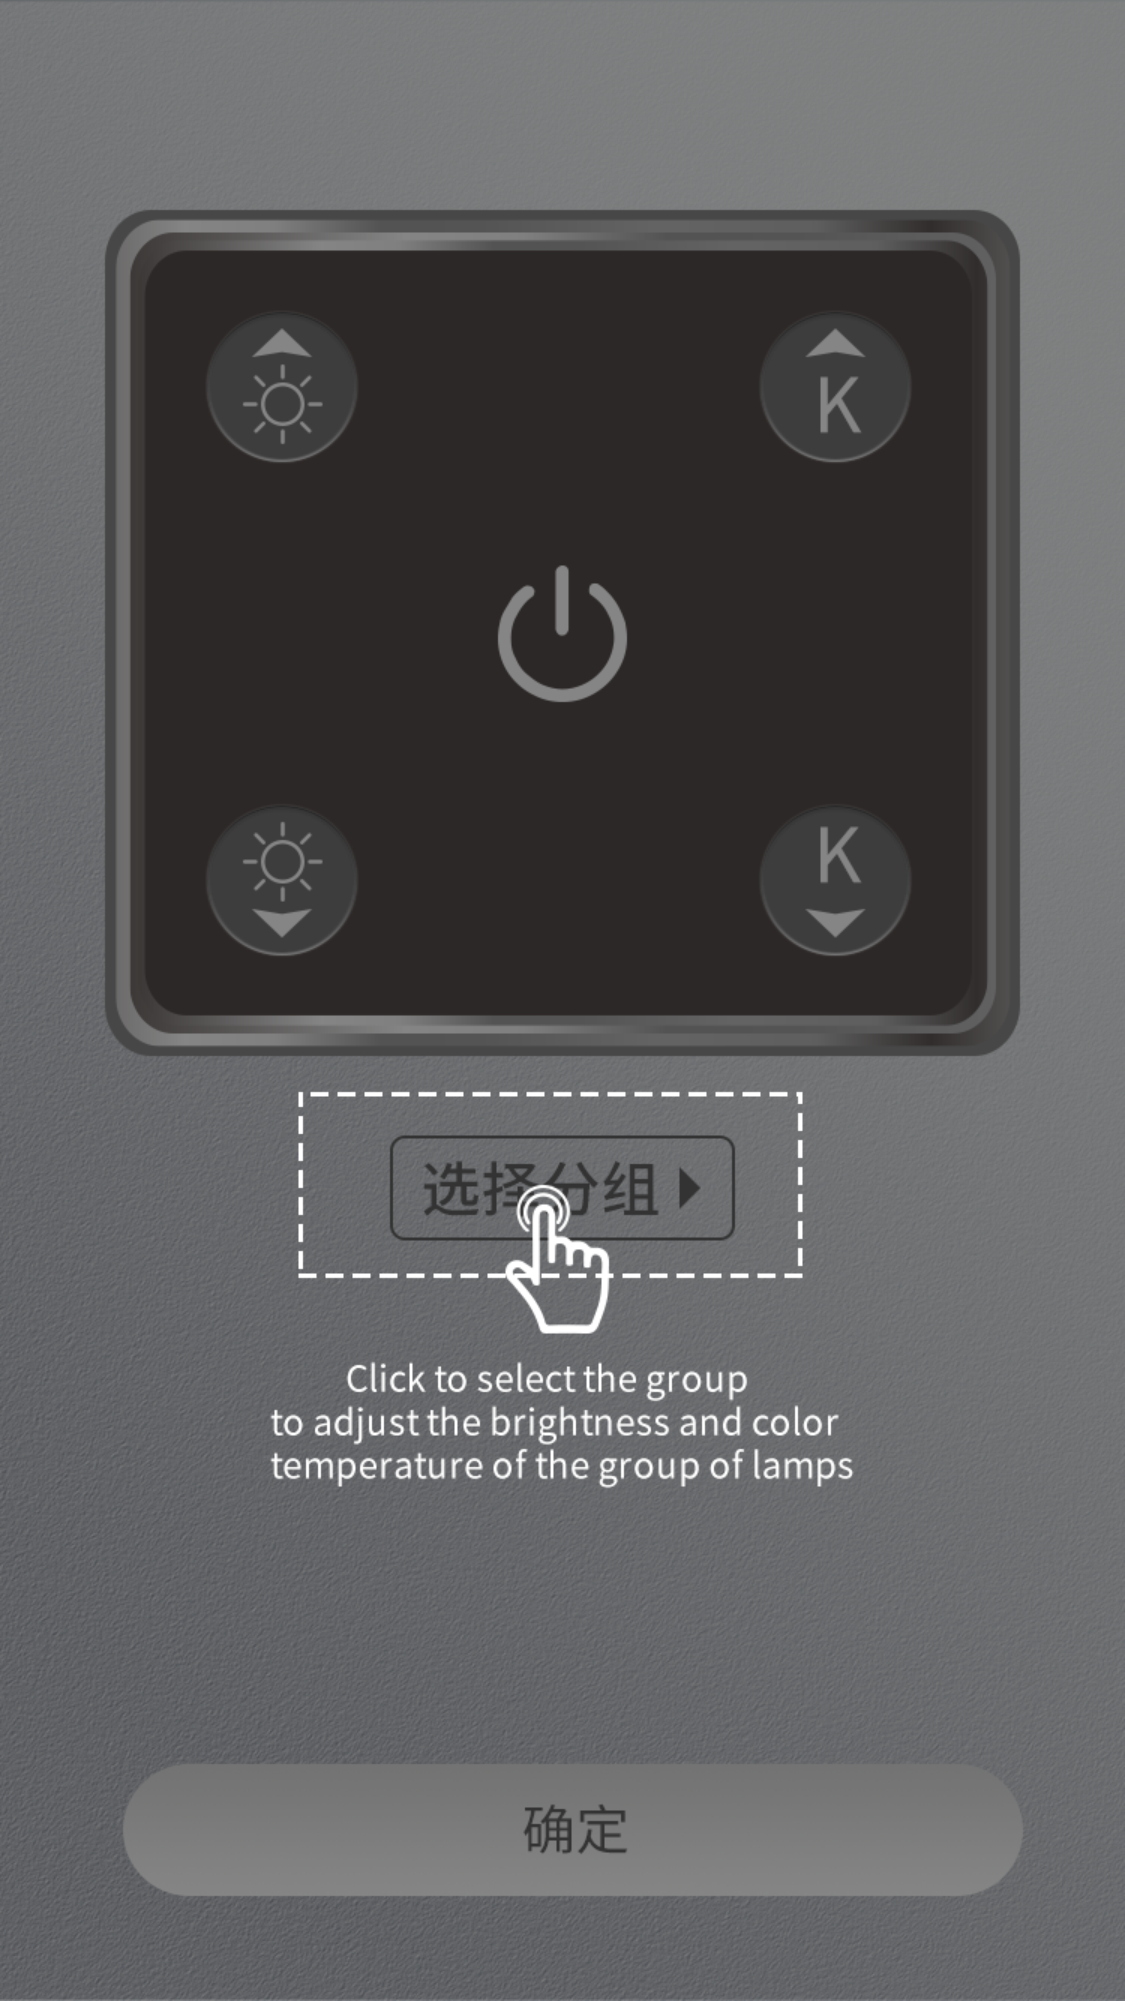 K
K
选择分组
Click to select the group
to adjust the brightness and color
temperature of the group of lamps
确定